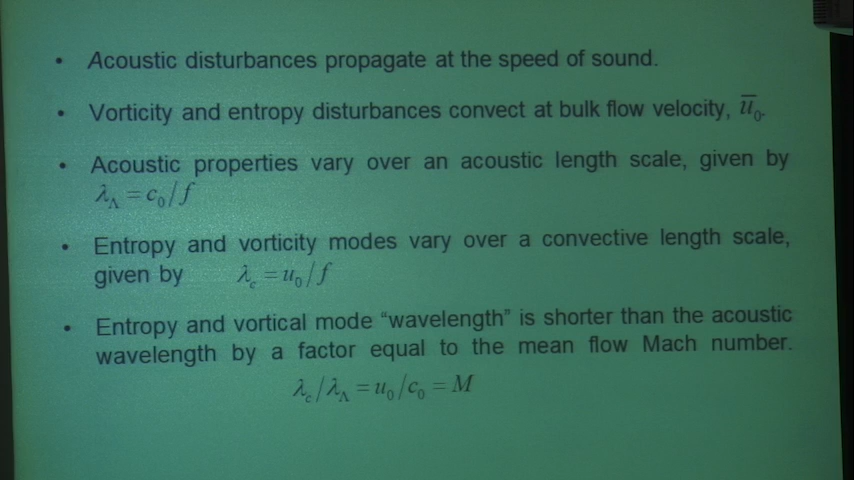 • Acoustic disturbances propagate at the speed of sound.
• Vorticity and entropy disturbances convect at bulk flow velocity, u̅₀.
• Acoustic properties vary over an acoustic length scale, given by
λ_Λ = c₀/f
• Entropy and vorticity modes vary over a convective length scale,
given by λ_c = u₀/f
• Entropy and vortical mode “wavelength” is shorter than the acoustic
wavelength by a factor equal to the mean flow Mach number.
λ_c/λ_Λ = u₀/c₀ = M